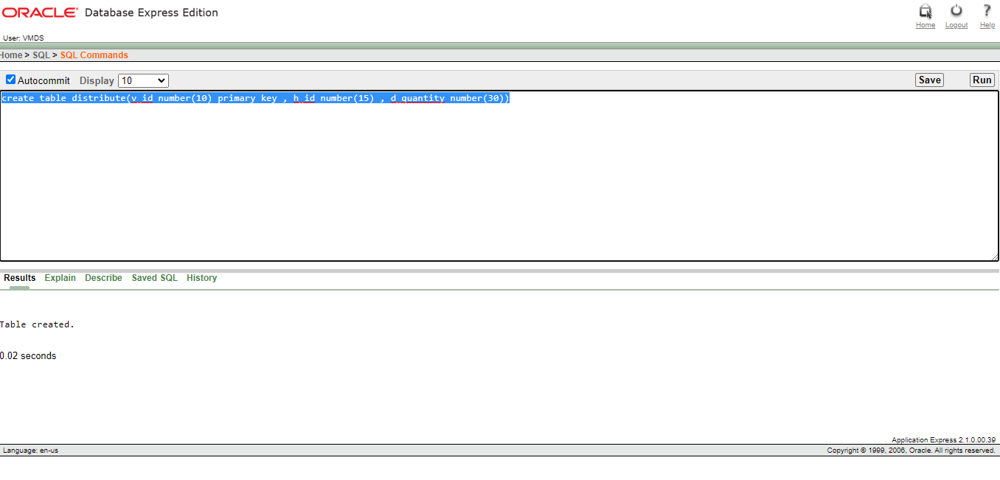 ORACLE® Database Express Edition
Home Logout Help
User: VMDS
Home > SQL > SQL Commands
Autocommit Display 10 Save Run
create table distribute(v_id number(10) primary key , h_id number(15) , d_quantity number(30))
Results Explain Describe Saved SQL History
Table created.
0.02 seconds
Application Express 2.1.0.00.39
Language: en-us Copyright © 1999, 2006, Oracle. All rights reserved.